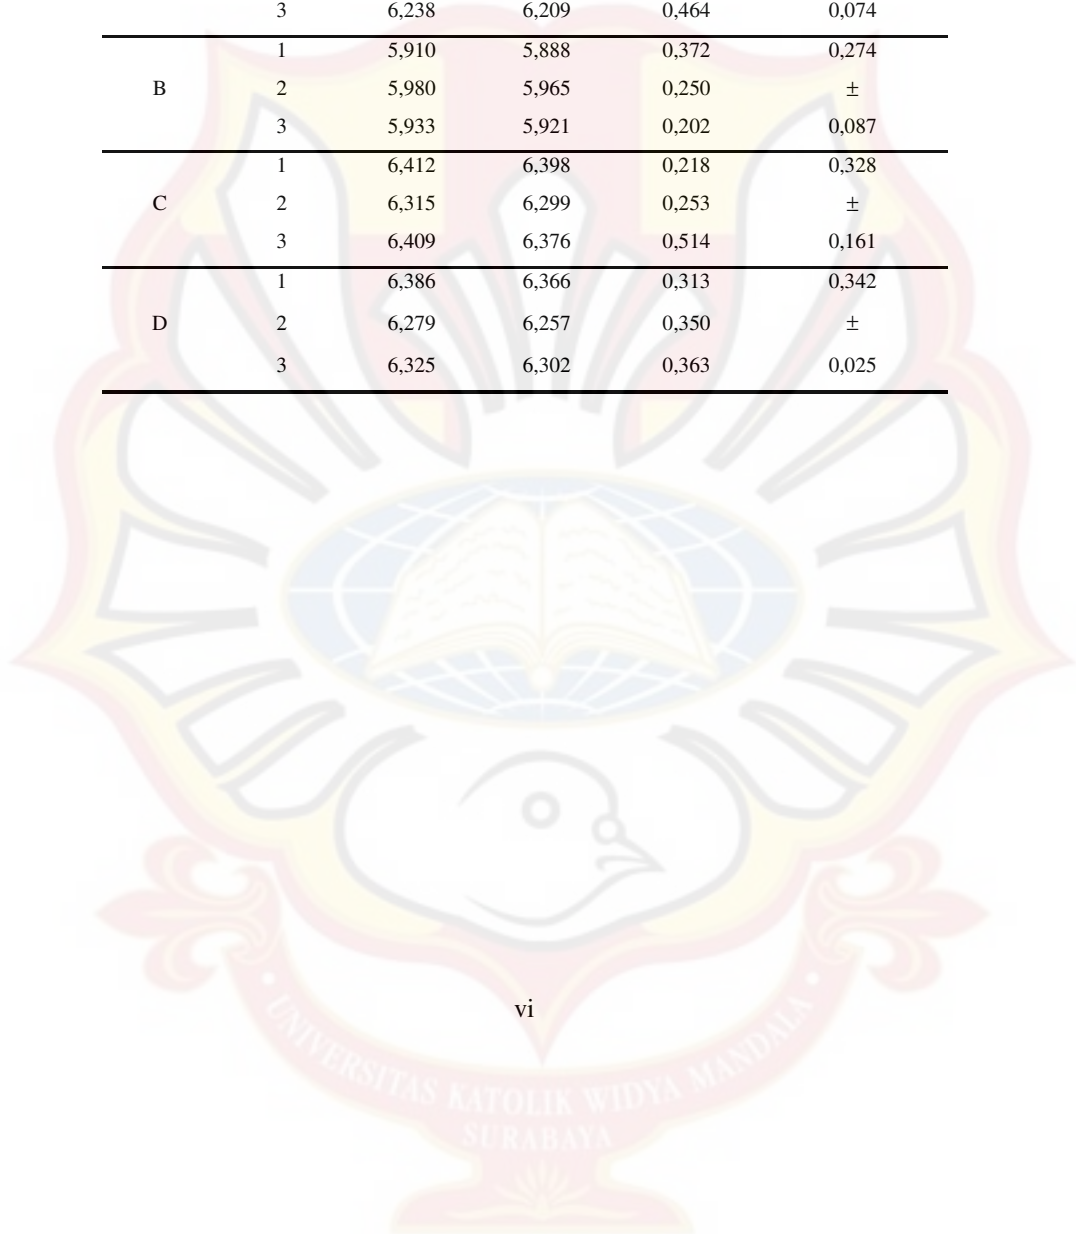 3 6,238 6,209 0,464 0,074
1 5,910 5,888 0,372 0,274
B 2 5,980 5,965 0,250 ±
3 5,933 5,921 0,202 0,087
1 6,412 6,398 0,218 0,328
C 2 6,315 6,299 0,253 ±
3 6,409 6,376 0,514 0,161
1 6,386 6,366 0,313 0,342
D 2 6,279 6,257 0,350 ±
3 6,325 6,302 0,363 0,025
vi
UNIVERSITAS KATOLIK WIDYA MANDALA
SURABAYA